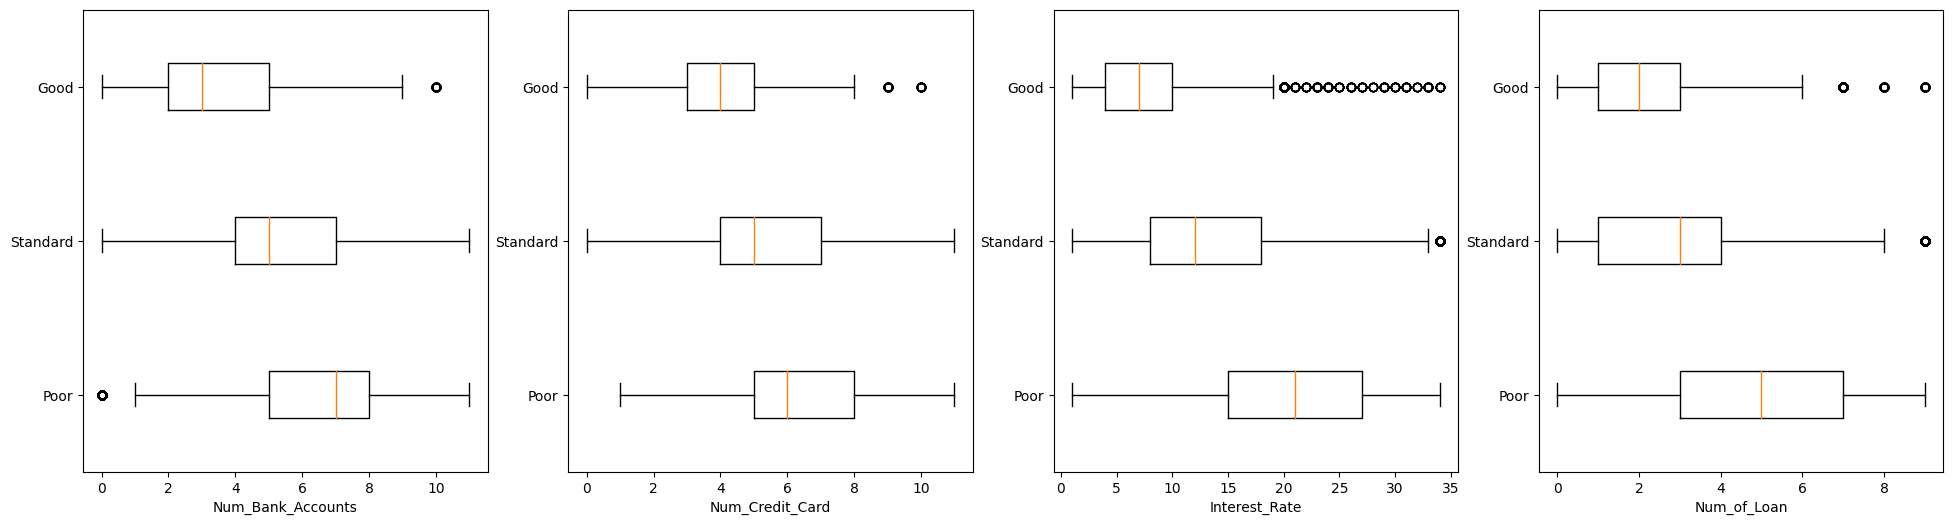 Good
Standard
Poor
0 2 4 6 8 10
Num_Bank_Accounts
Good
Standard
Poor
0 2 4 6 8 10
Num_Credit_Card
Good
Standard
Poor
0 5 10 15 20 25 30 35
Interest_Rate
Good
Standard
Poor
0 2 4 6 8
Num_of_Loan